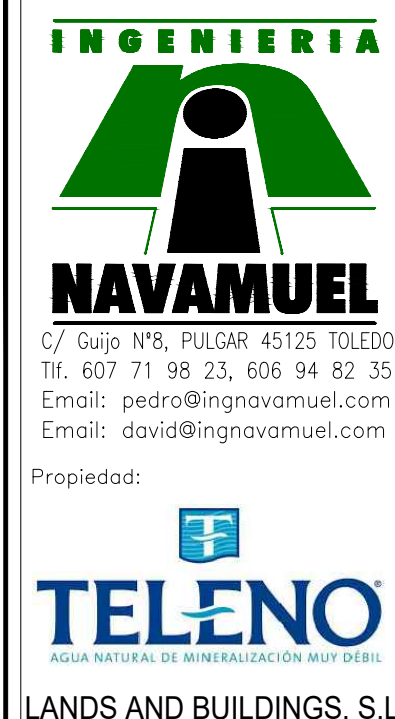 INGENIERIA
NAVAMUEL
C/ Guijo Nº8, PULGAR 45125 TOLEDO
Tlf. 607 71 98 23, 606 94 82 35
Email: pedro@ingnavamuel.com
Email: david@ingnavamuel.com
Propiedad:
TELENO®
AGUA NATURAL DE MINERALIZACIÓN MUY DÉBIL
LANDS AND BUILDINGS, S.L